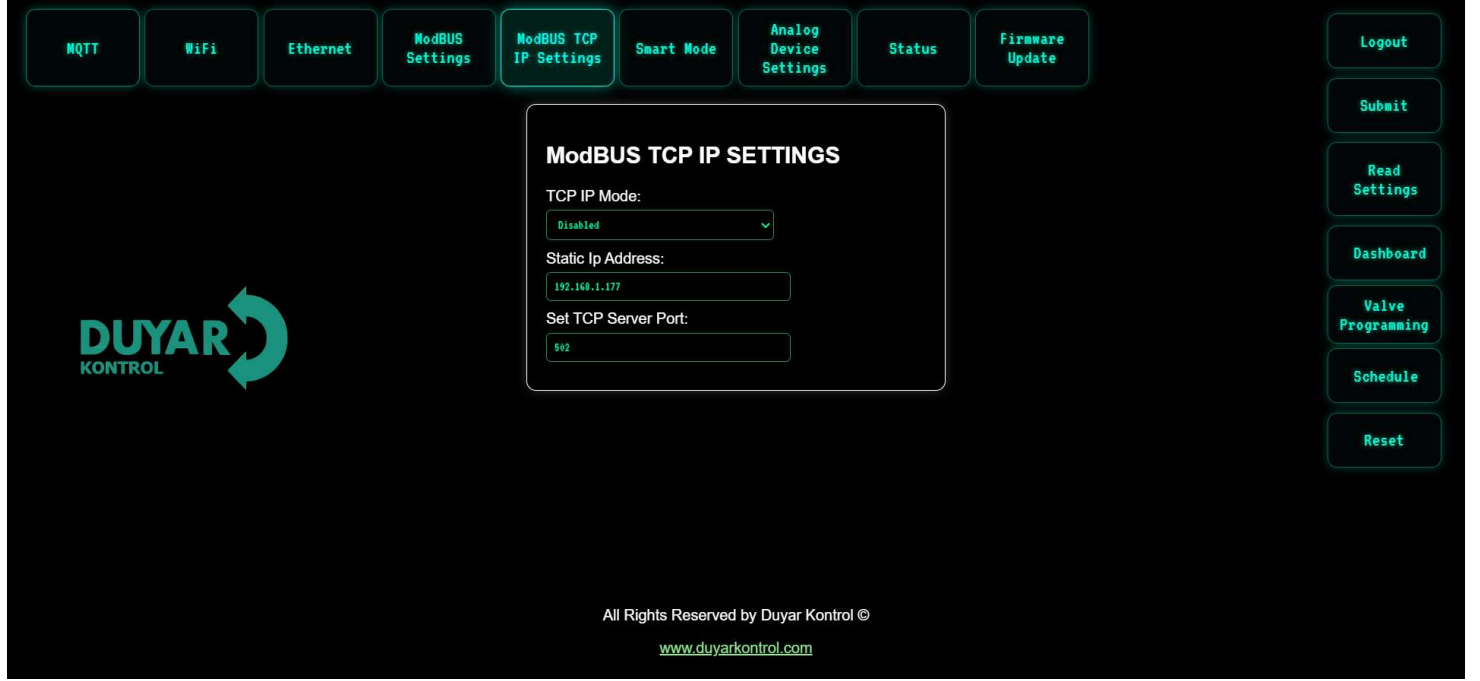 MQTT
WiFi
Ethernet
ModBUS
Settings
ModBUS TCP
IP Settings
Smart Mode
Analog
Device
Settings
Status
Firmware
Update
Logout
Submit
Read
Settings
Dashboard
Valve
Programming
Schedule
Reset
ModBUS TCP IP SETTINGS
TCP IP Mode:
Disabled
Static Ip Address:
192.168.1.177
Set TCP Server Port:
502
DUYAR
KONTROL
All Rights Reserved by Duyar Kontrol ©
www.duyarkontrol.com